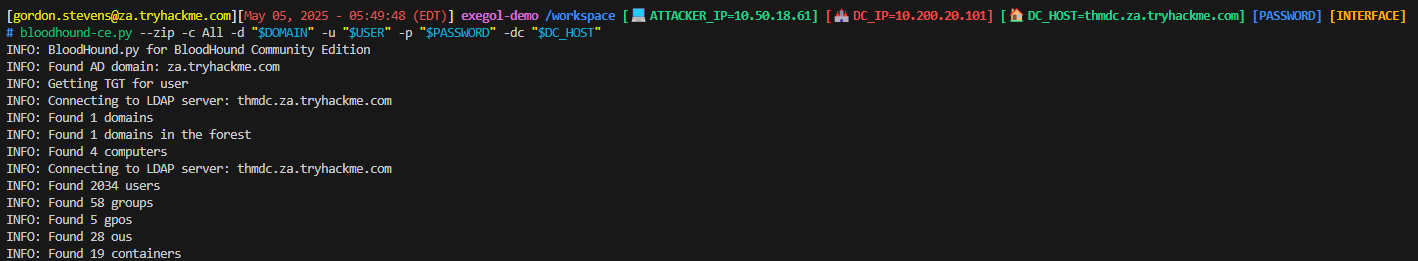 [gordon.stevens@za.tryhackme.com][May 05, 2025 - 05:49:48 (EDT)] exegol-demo /workspace [💻 ATTACKER_IP=10.50.18.61] [🏰 DC_IP=10.200.20.101] [🏠 DC_HOST=thmdc.za.tryhackme.com] [PASSWORD] [INTERFACE]
# bloodhound-ce.py --zip -c All -d "$DOMAIN" -u "$USER" -p "$PASSWORD" -dc "$DC_HOST"
INFO: BloodHound.py for BloodHound Community Edition
INFO: Found AD domain: za.tryhackme.com
INFO: Getting TGT for user
INFO: Connecting to LDAP server: thmdc.za.tryhackme.com
INFO: Found 1 domains
INFO: Found 1 domains in the forest
INFO: Found 4 computers
INFO: Connecting to LDAP server: thmdc.za.tryhackme.com
INFO: Found 2034 users
INFO: Found 58 groups
INFO: Found 5 gpos
INFO: Found 28 ous
INFO: Found 19 containers